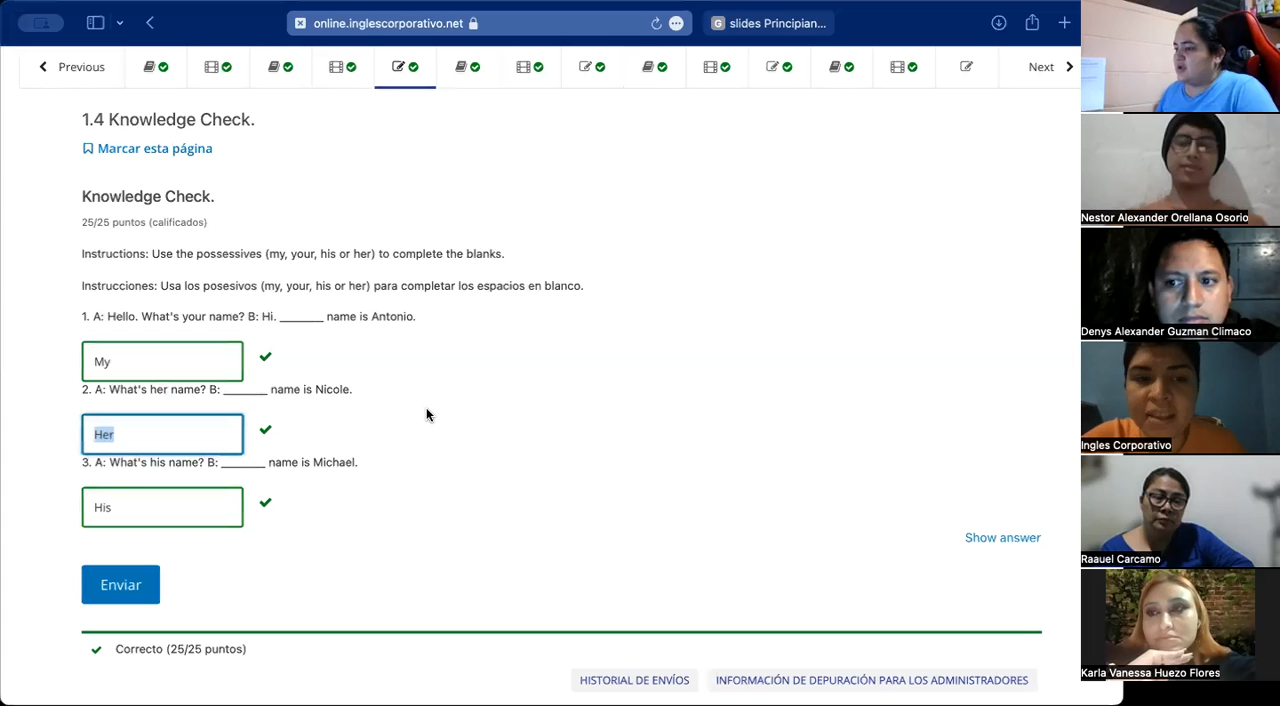 online.inglescorporativo.net
G slides Principian...
Previous
Next
1.4 Knowledge Check.
Marcar esta página
Knowledge Check.
25/25 puntos (calificados)
Instructions: Use the possessives (my, your, his or her) to complete the blanks.
Instrucciones: Usa los posesivos (my, your, his or her) para completar los espacios en blanco.
1. A: Hello. What's your name? B: Hi. _______ name is Antonio.
My
2. A: What's her name? B: _______ name is Nicole.
Her
3. A: What's his name? B: _______ name is Michael.
His
Show answer
Enviar
Correcto (25/25 puntos)
HISTORIAL DE ENVÍOS
INFORMACIÓN DE DEPURACIÓN PARA LOS ADMINISTRADORES
Nestor Alexander Orellana Osorio
Denys Alexander Guzman Climaco
Ingles Corporativo
Raauel Carcamo
Karla Vanessa Huezo Flores